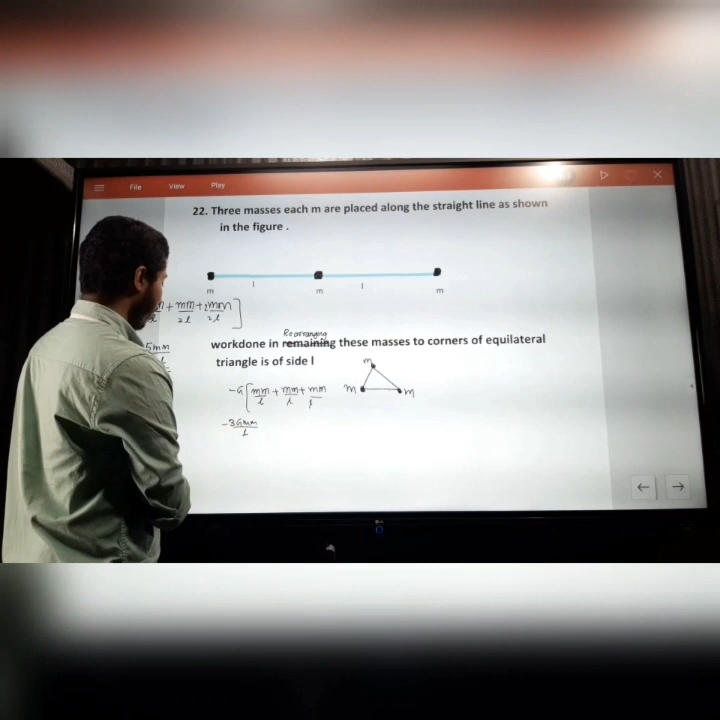 File View Play
22. Three masses each m are placed along the straight line as shown
in the figure .
l l
m m m
+ mm/2l + mm/2l ]
5mm
Rearranging
workdone in remaining these masses to corners of equilateral
triangle is of side l
m
m m
-G[ mm/l + mm/l + mm/l
-3Gmm/L
LG